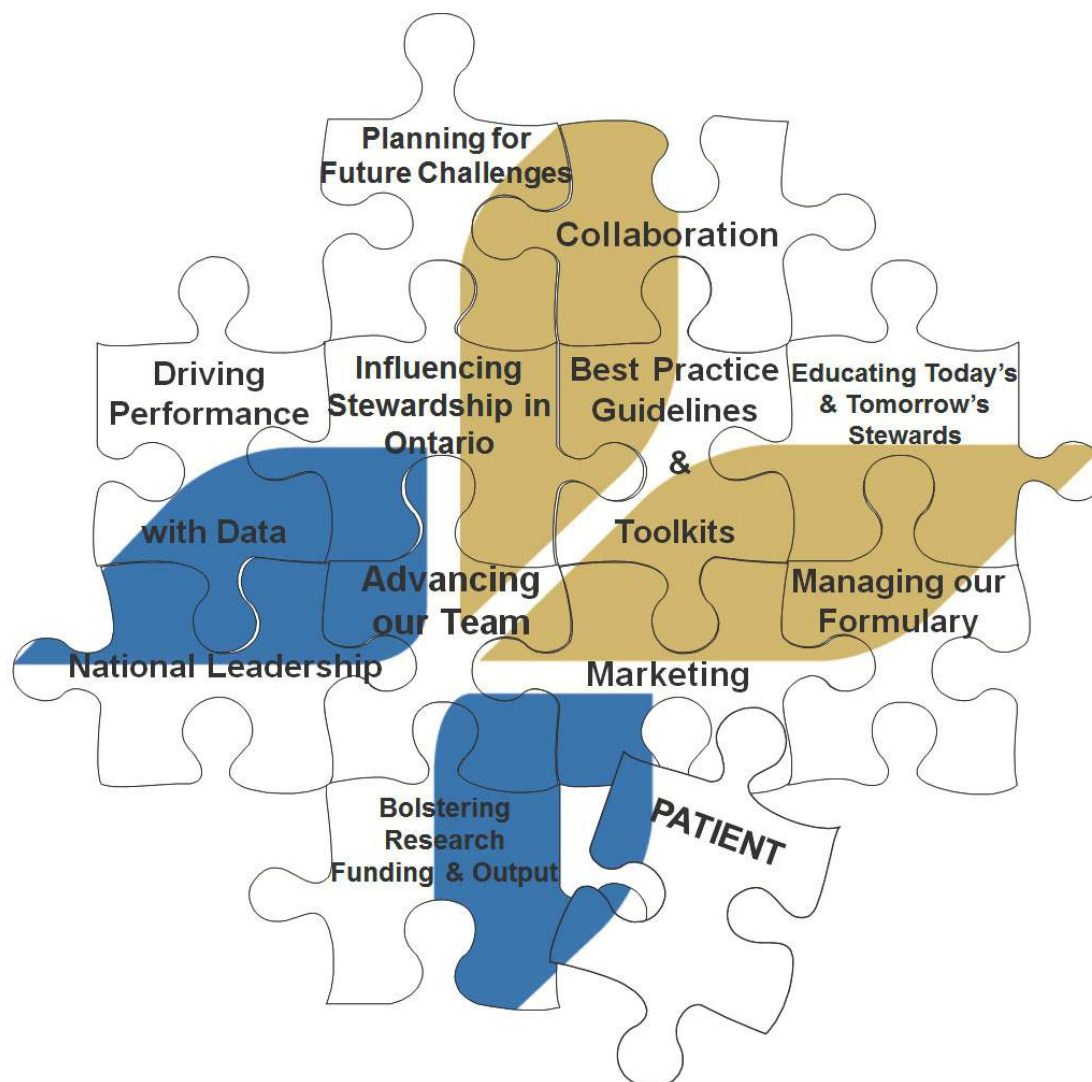 Planning for
Future Challenges
Collaboration
Driving
Performance
with Data
Influencing
Stewardship in
Ontario
Best Practice
Guidelines
&
Toolkits
Educating Today's
& Tomorrow's
Stewards
Advancing
our Team
Managing our
Formulary
National Leadership
Marketing
Bolstering
Research
Funding & Output
PATIENT